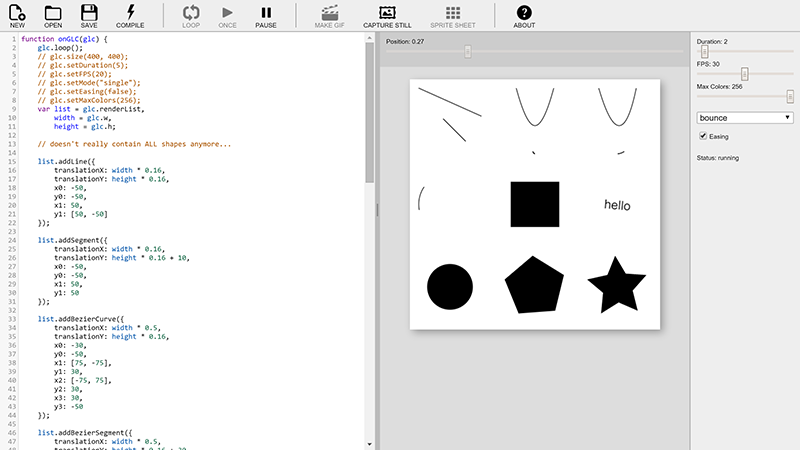 NEW OPEN SAVE COMPILE LOOP ONCE PAUSE MAKE GIF CAPTURE STILL SPRITE SHEET ABOUT
1 function onGLC(glc) {
2 glc.loop();
3 // glc.size(400, 400);
4 // glc.setDuration(5);
5 // glc.setFPS(20);
6 // glc.setMode("single");
7 // glc.setEasing(false);
8 // glc.setMaxColors(256);
9 var list = glc.renderList,
10 width = glc.w,
11 height = glc.h;
12
13 // doesn't really contain ALL shapes anymore...
14
15 list.addLine({
16 translationX: width * 0.16,
17 translationY: height * 0.16,
18 x0: -50,
19 y0: -50,
20 x1: 50,
21 y1: [50, -50]
22 });
23
24 list.addSegment({
25 translationX: width * 0.16,
26 translationY: height * 0.16 + 10,
27 x0: -50,
28 y0: -50,
29 x1: 50,
30 y1: 50
31 });
32
33 list.addBezierCurve({
34 translationX: width * 0.5,
35 translationY: height * 0.16,
36 x0: -30,
37 y0: -50,
38 x1: [75, -75],
39 y1: 30,
40 x2: [-75, 75],
41 y2: 30,
42 x3: 30,
43 y3: -50
44 });
45
46 list.addBezierSegment({
47 translationX: width * 0.5,
Position: 0.27
hello
Duration: 2
FPS: 30
Max Colors: 256
bounce
Easing
Status: running